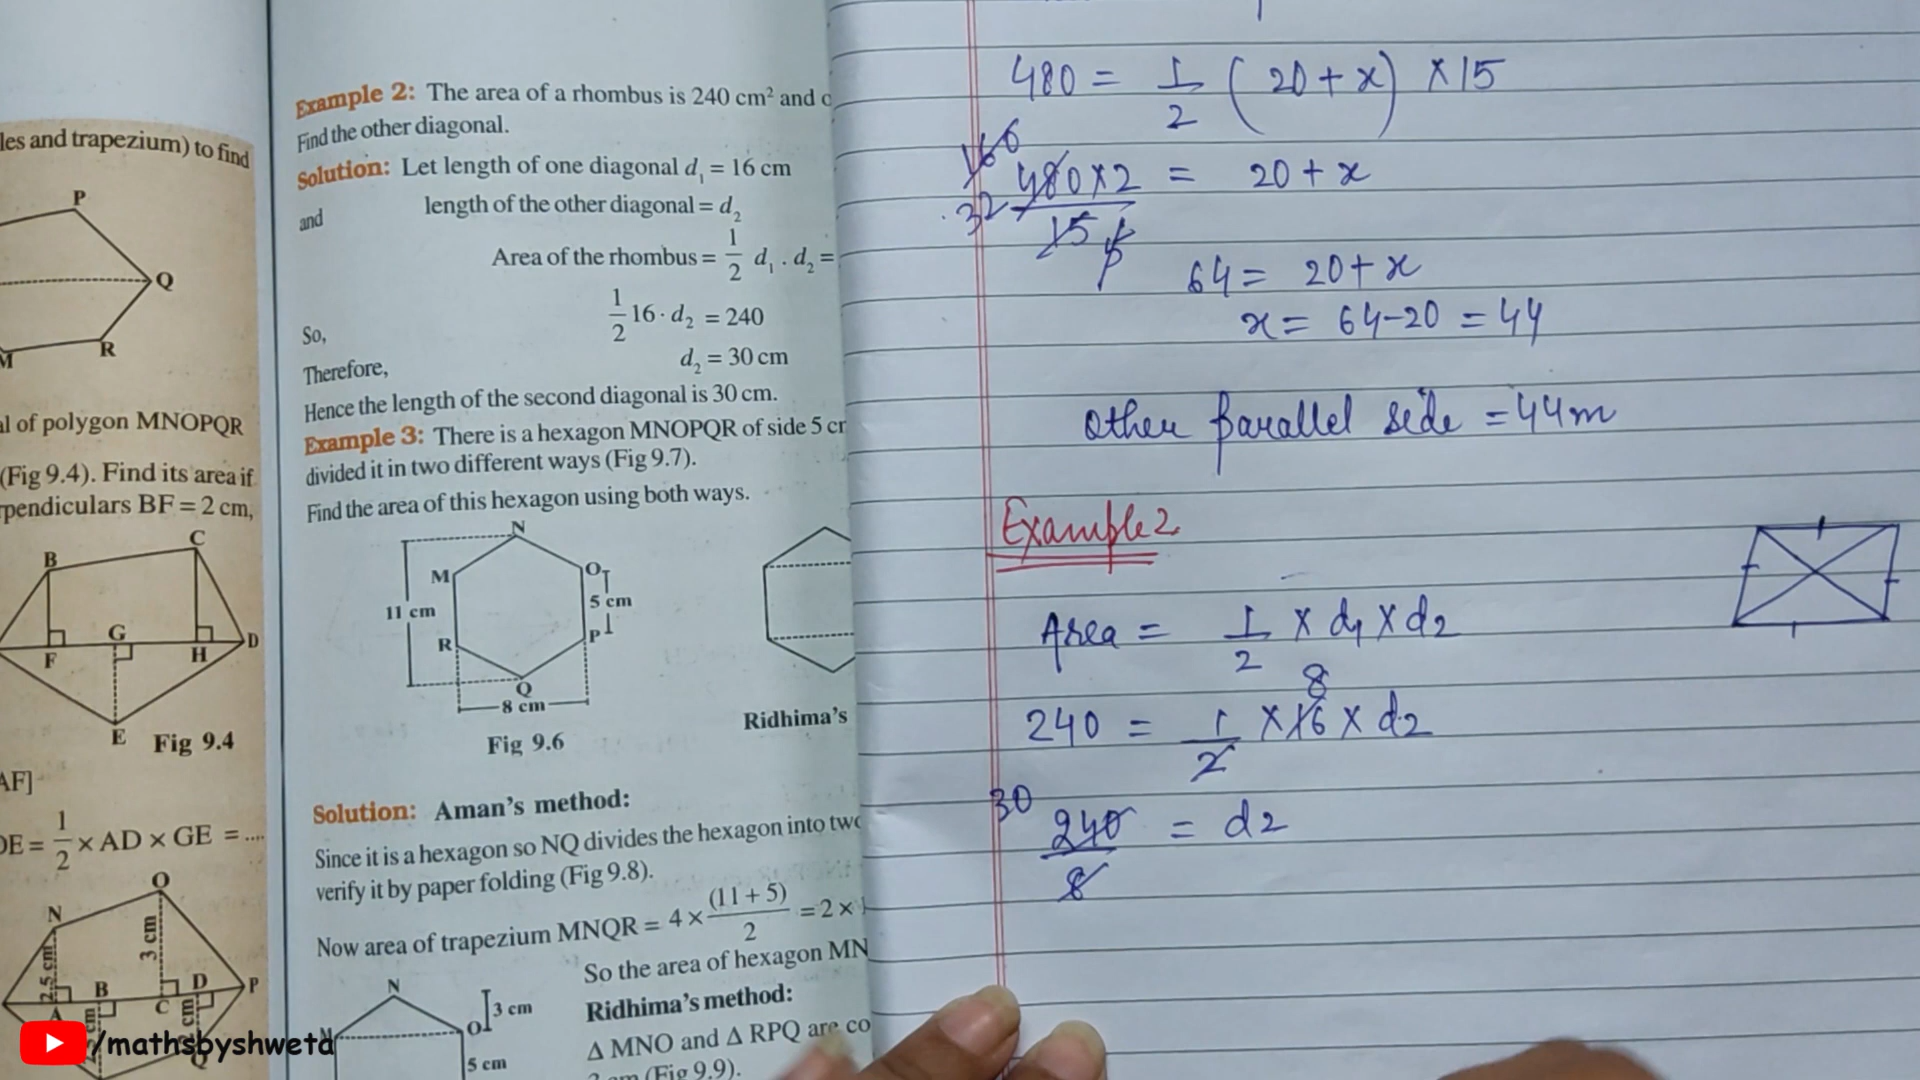 les and trapezium) to find
P
Q
M
R
al of polygon MNOPQR
(Fig 9.4). Find its area if
rpendiculars BF = 2 cm,
B
C
G
D
F
H
E
Fig 9.4
AF]
DE = 1/2 × AD × GE = ....
O
N
3 cm
2.5 cm
B
D
P
A
C
cm
Q
/mathsbyshweta
Example 2: The area of a rhombus is 240 cm²  and
Find the other diagonal.
Solution: Let length of one diagonal d₁ = 16 cm
and length of the other diagonal = d₂
Area of the rhombus = 1/2 d₁ . d₂ =
So, 1/2 16 · d₂ = 240
Therefore, d₂ = 30 cm
Hence the length of the second diagonal is 30 cm.
Example 3: There is a hexagon MNOPQR of side 5 cm
divided it in two different ways (Fig 9.7).
Find the area of this hexagon using both ways.
N
M
O
11 cm
5 cm
R
P
Q
8 cm
Fig 9.6
Ridhima's
Solution: Aman's method:
Since it is a hexagon so NQ divides the hexagon into two
verify it by paper folding (Fig 9.8).
Now area of trapezium MNQR = 4 × (11 + 5)/2 = 2 ×
So the area of hexagon MN
Ridhima's method:
Δ MNO and Δ RPQ are co
(Fig 9.9).
N
3 cm
M
O
5 cm
480 = 1/2 (20 + x) × 15
480 × 2/15 = 20 + x
32
5
64 = 20 + x
x = 64 - 20 = 44
Other parallel side = 44m
Example 2
Area = 1/2 × d1 × d2
8
240 = 1/2 × 16 × d2
30
240/8 = d2